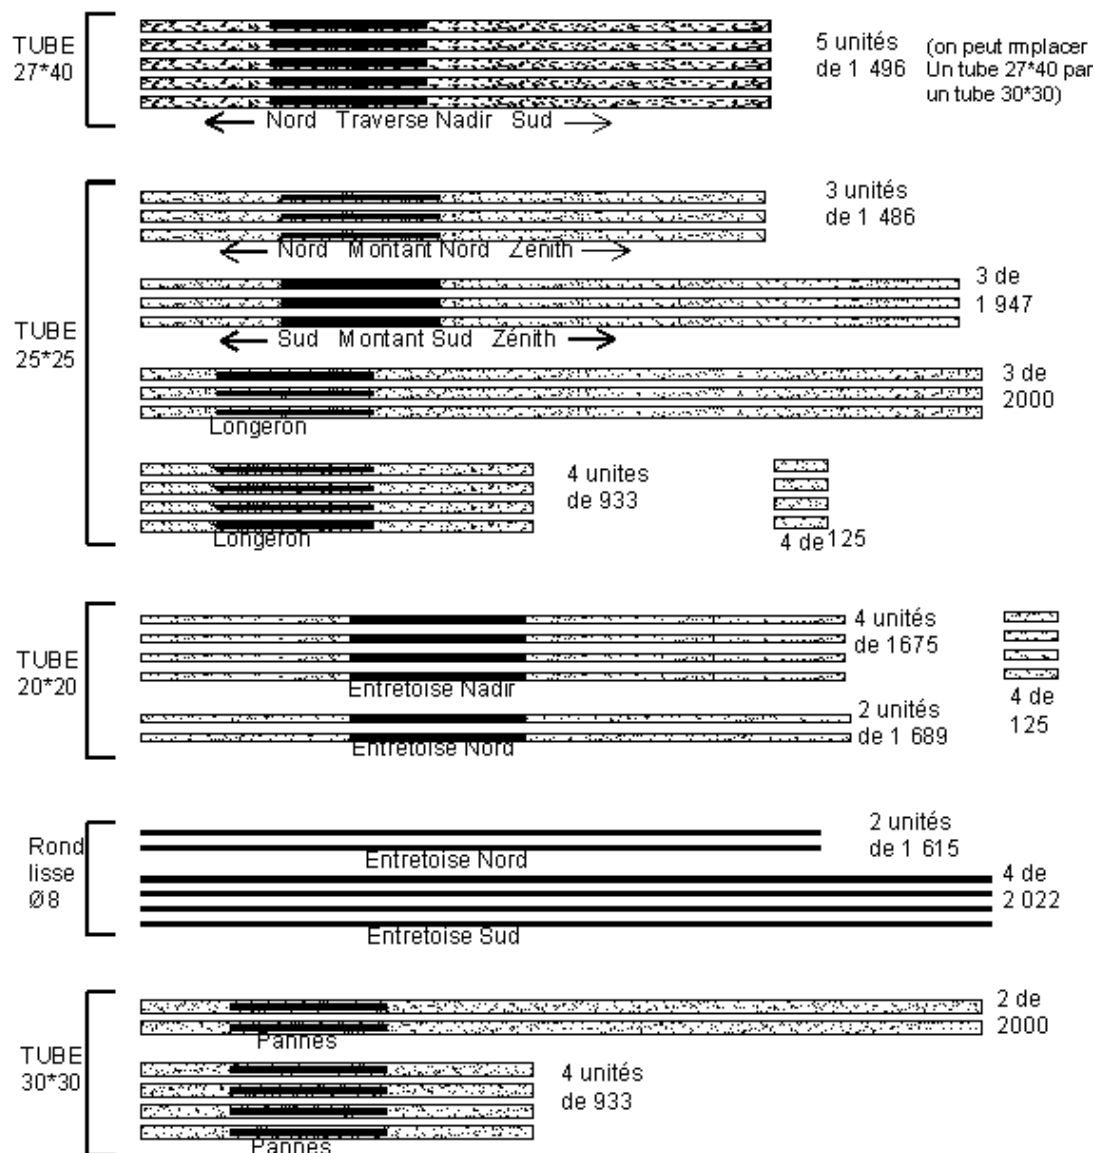 TUBE
27*40
5 unités
de 1 496
(on peut rmplacer
Un tube 27*40 par
un tube 30*30)
Nord Traverse Nadir Sud
TUBE
25*25
3 unités
de 1 486
Nord Montant Nord Zénith
3 de
1 947
Sud Montant Sud Zénith
3 de
2000
Longeron
4 unites
de 933
Longeron
4 de 125
TUBE
20*20
4 unités
de 1675
Entretoise Nadir
4 de
125
2 unités
de 1 689
Entretoise Nord
Rond
lisse
Ø8
2 unités
de 1 615
Entretoise Nord
4 de
2 022
Entretoise Sud
TUBE
30*30
2 de
2000
Pannes
4 unités
de 933
Pannes